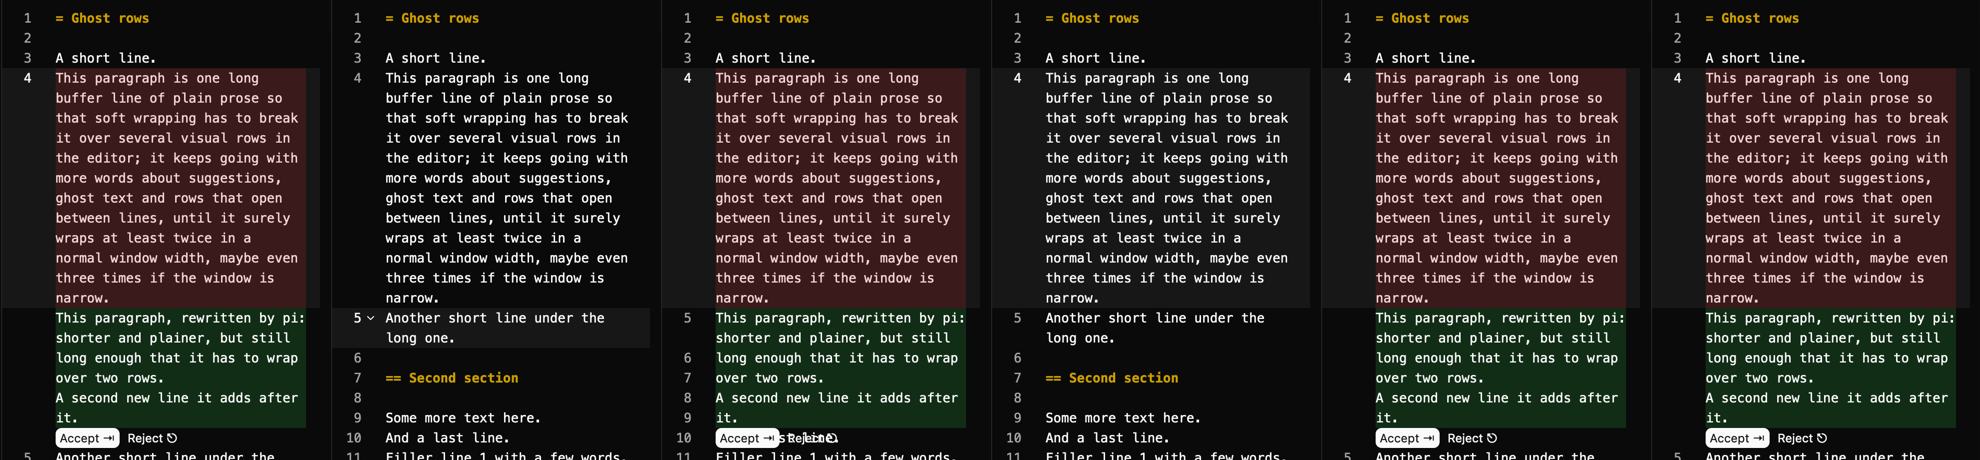 1 = Ghost rows
2
3 A short line.
4 This paragraph is one long
buffer line of plain prose so
that soft wrapping has to break
it over several visual rows in
the editor; it keeps going with
more words about suggestions,
ghost text and rows that open
between lines, until it surely
wraps at least twice in a
normal window width, maybe even
three times if the window is
narrow.
This paragraph, rewritten by pi:
shorter and plainer, but still
long enough that it has to wrap
over two rows.
A second new line it adds after
it.
Accept ⇥ Reject ⎋
5 Another short line under the
1 = Ghost rows
2
3 A short line.
4 This paragraph is one long
buffer line of plain prose so
that soft wrapping has to break
it over several visual rows in
the editor; it keeps going with
more words about suggestions,
ghost text and rows that open
between lines, until it surely
wraps at least twice in a
normal window width, maybe even
three times if the window is
narrow.
5 Another short line under the
long one.
6
7 == Second section
8
9 Some more text here.
10 And a last line.
11 Filler line 1 with a few words.
1 = Ghost rows
2
3 A short line.
4 This paragraph is one long
buffer line of plain prose so
that soft wrapping has to break
it over several visual rows in
the editor; it keeps going with
more words about suggestions,
ghost text and rows that open
between lines, until it surely
wraps at least twice in a
normal window width, maybe even
three times if the window is
narrow.
5 This paragraph, rewritten by pi:
shorter and plainer, but still
6 long enough that it has to wrap
7 over two rows.
8 A second new line it adds after
9 it.
10 Accept ⇥ Reject ⎋
11 Filler line 1 with a few words.
1 = Ghost rows
2
3 A short line.
4 This paragraph is one long
buffer line of plain prose so
that soft wrapping has to break
it over several visual rows in
the editor; it keeps going with
more words about suggestions,
ghost text and rows that open
between lines, until it surely
wraps at least twice in a
normal window width, maybe even
three times if the window is
narrow.
5 Another short line under the
long one.
6
7 == Second section
8
9 Some more text here.
10 And a last line.
11 Filler line 1 with a few words.
1 = Ghost rows
2
3 A short line.
4 This paragraph is one long
buffer line of plain prose so
that soft wrapping has to break
it over several visual rows in
the editor; it keeps going with
more words about suggestions,
ghost text and rows that open
between lines, until it surely
wraps at least twice in a
normal window width, maybe even
three times if the window is
narrow.
This paragraph, rewritten by pi:
shorter and plainer, but still
long enough that it has to wrap
over two rows.
A second new line it adds after
it.
Accept ⇥ Reject ⎋
5 Another short line under the
1 = Ghost rows
2
3 A short line.
4 This paragraph is one long
buffer line of plain prose so
that soft wrapping has to break
it over several visual rows in
the editor; it keeps going with
more words about suggestions,
ghost text and rows that open
between lines, until it surely
wraps at least twice in a
normal window width, maybe even
three times if the window is
narrow.
This paragraph, rewritten by pi:
shorter and plainer, but still
long enough that it has to wrap
over two rows.
A second new line it adds after
it.
Accept ⇥ Reject ⎋
5 Another short line under the